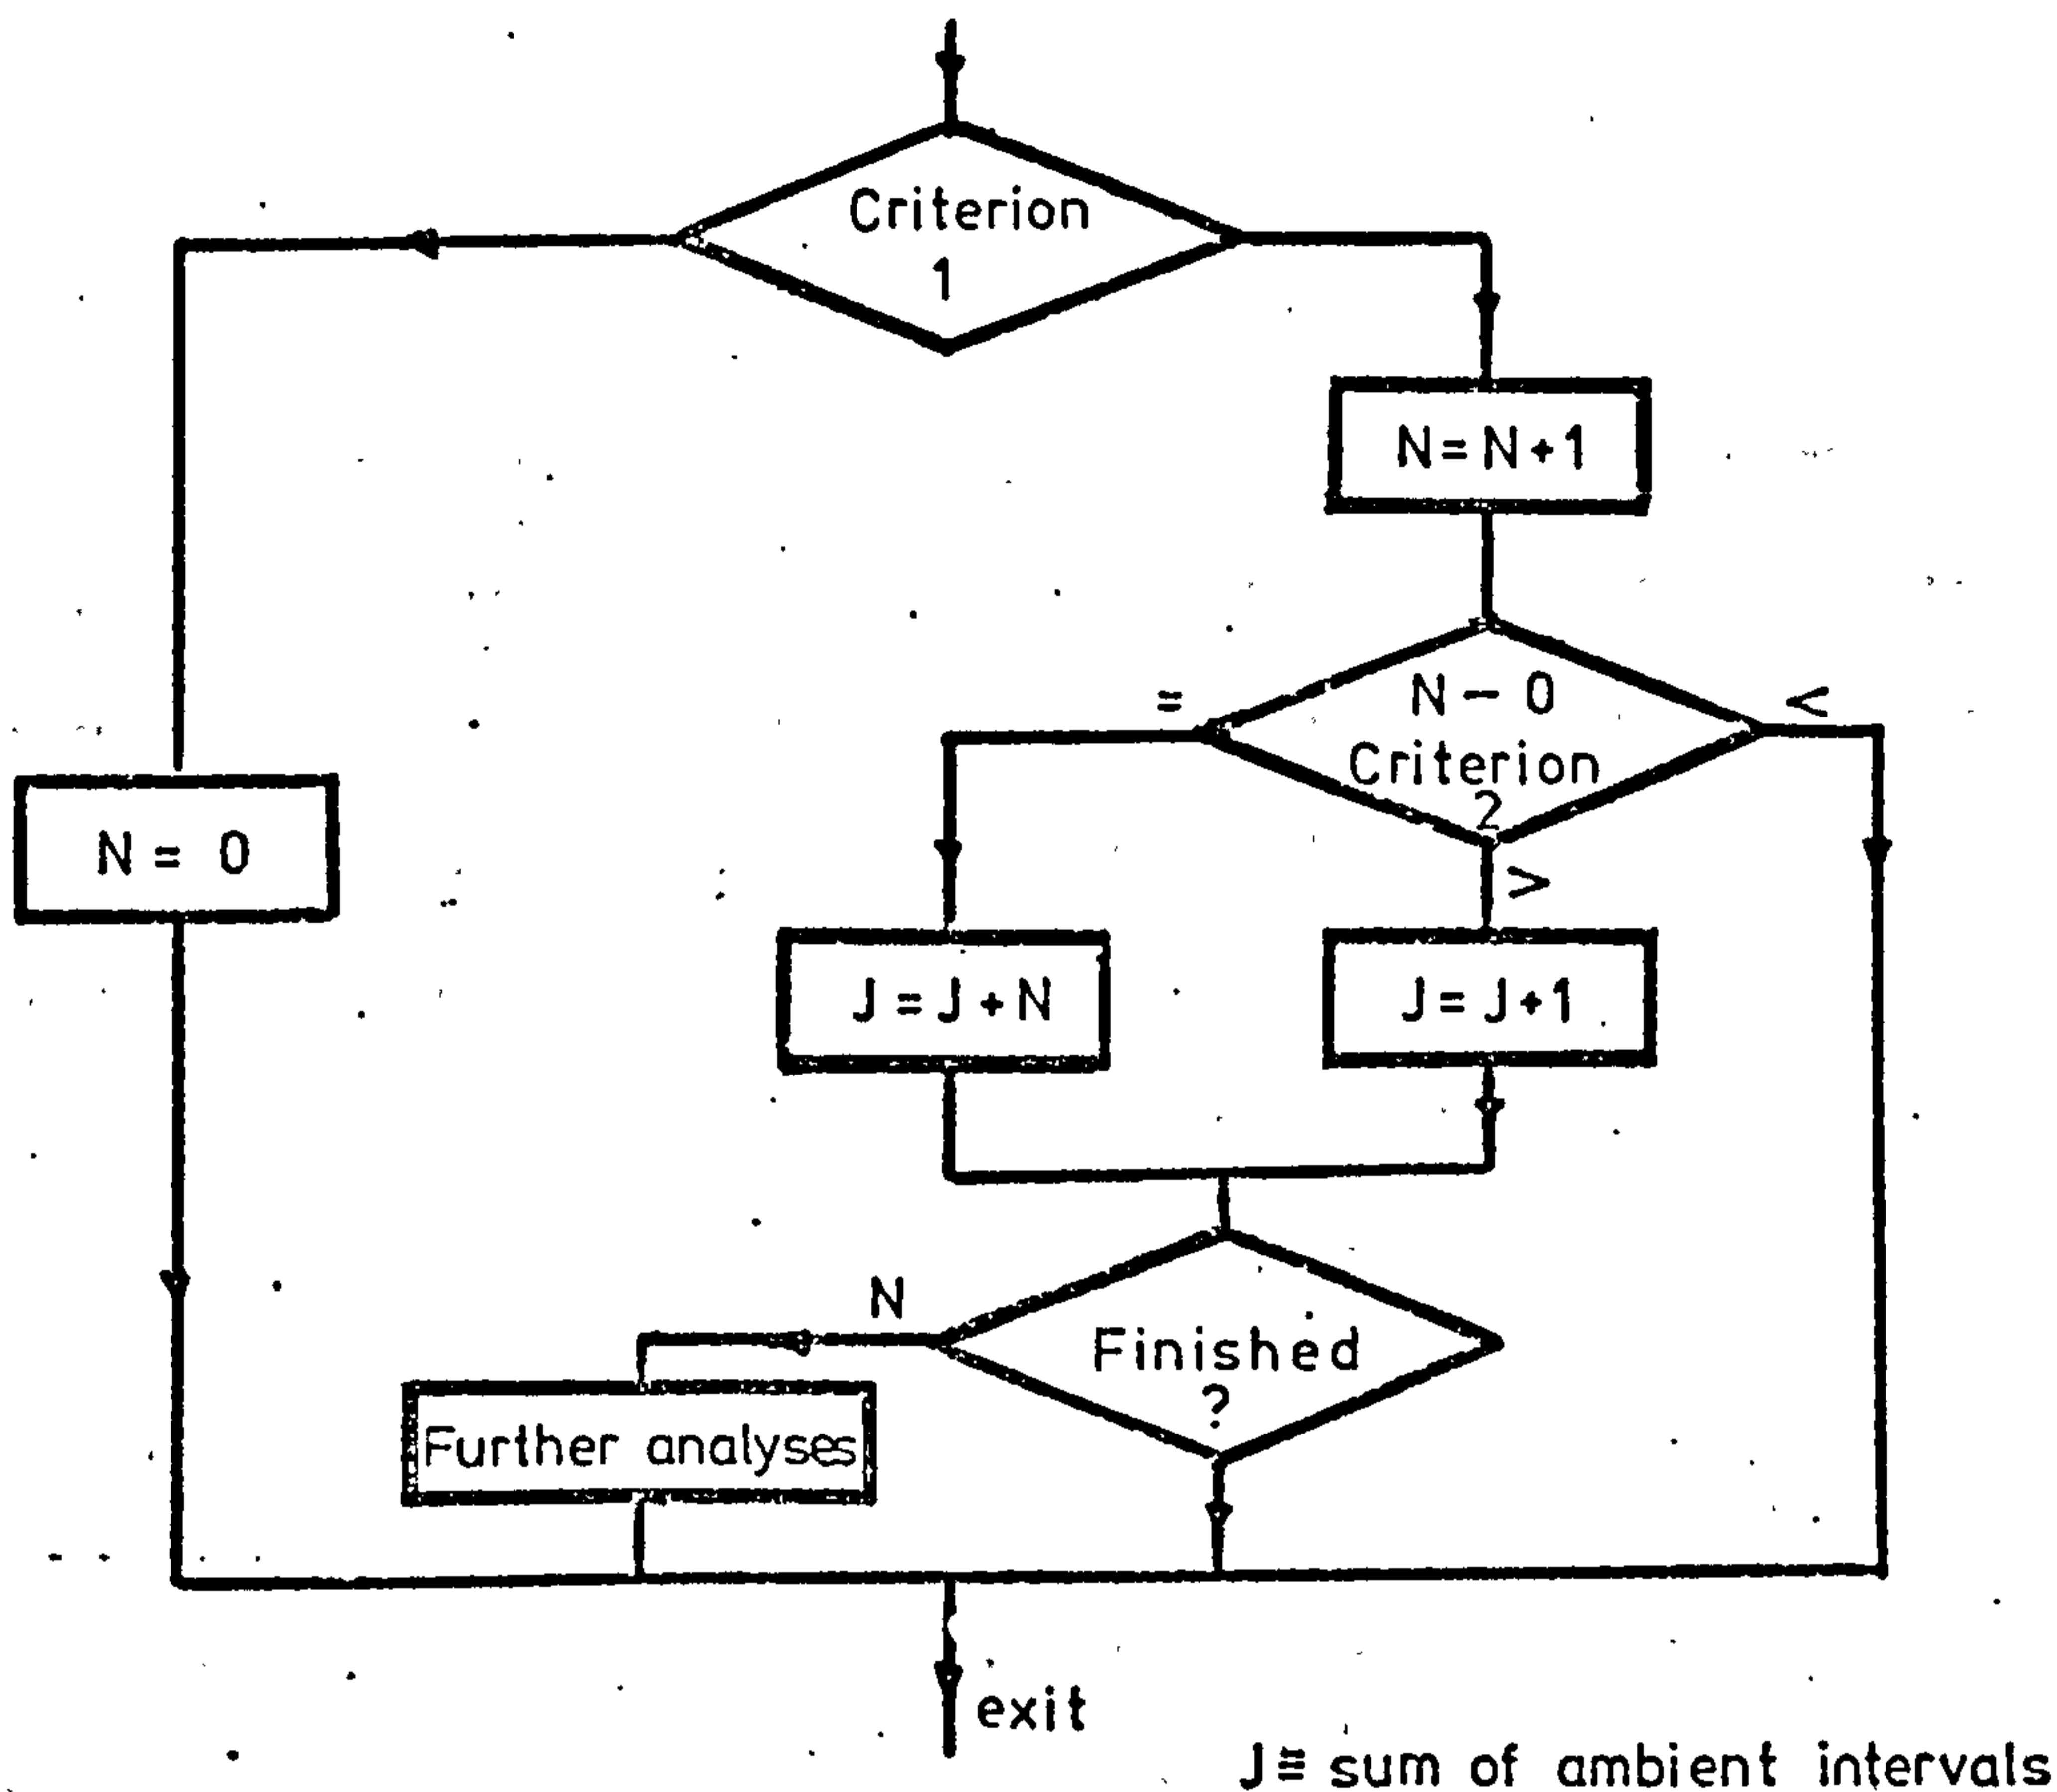 Criterion
1
N=N+1
=
N - 0
Criterion
2
<
>
N = 0
J=J+N
J=J+1
N
Finished
?
Further analyses
exit
J≡ sum of ambient intervals